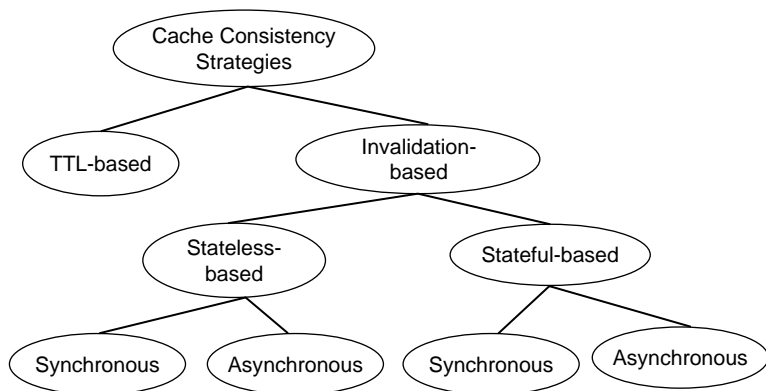 Cache Consistency
Strategies
TTL-based
Invalidation-
based
Stateless-
based
Stateful-based
Synchronous
Asynchronous
Synchronous
Asynchronous